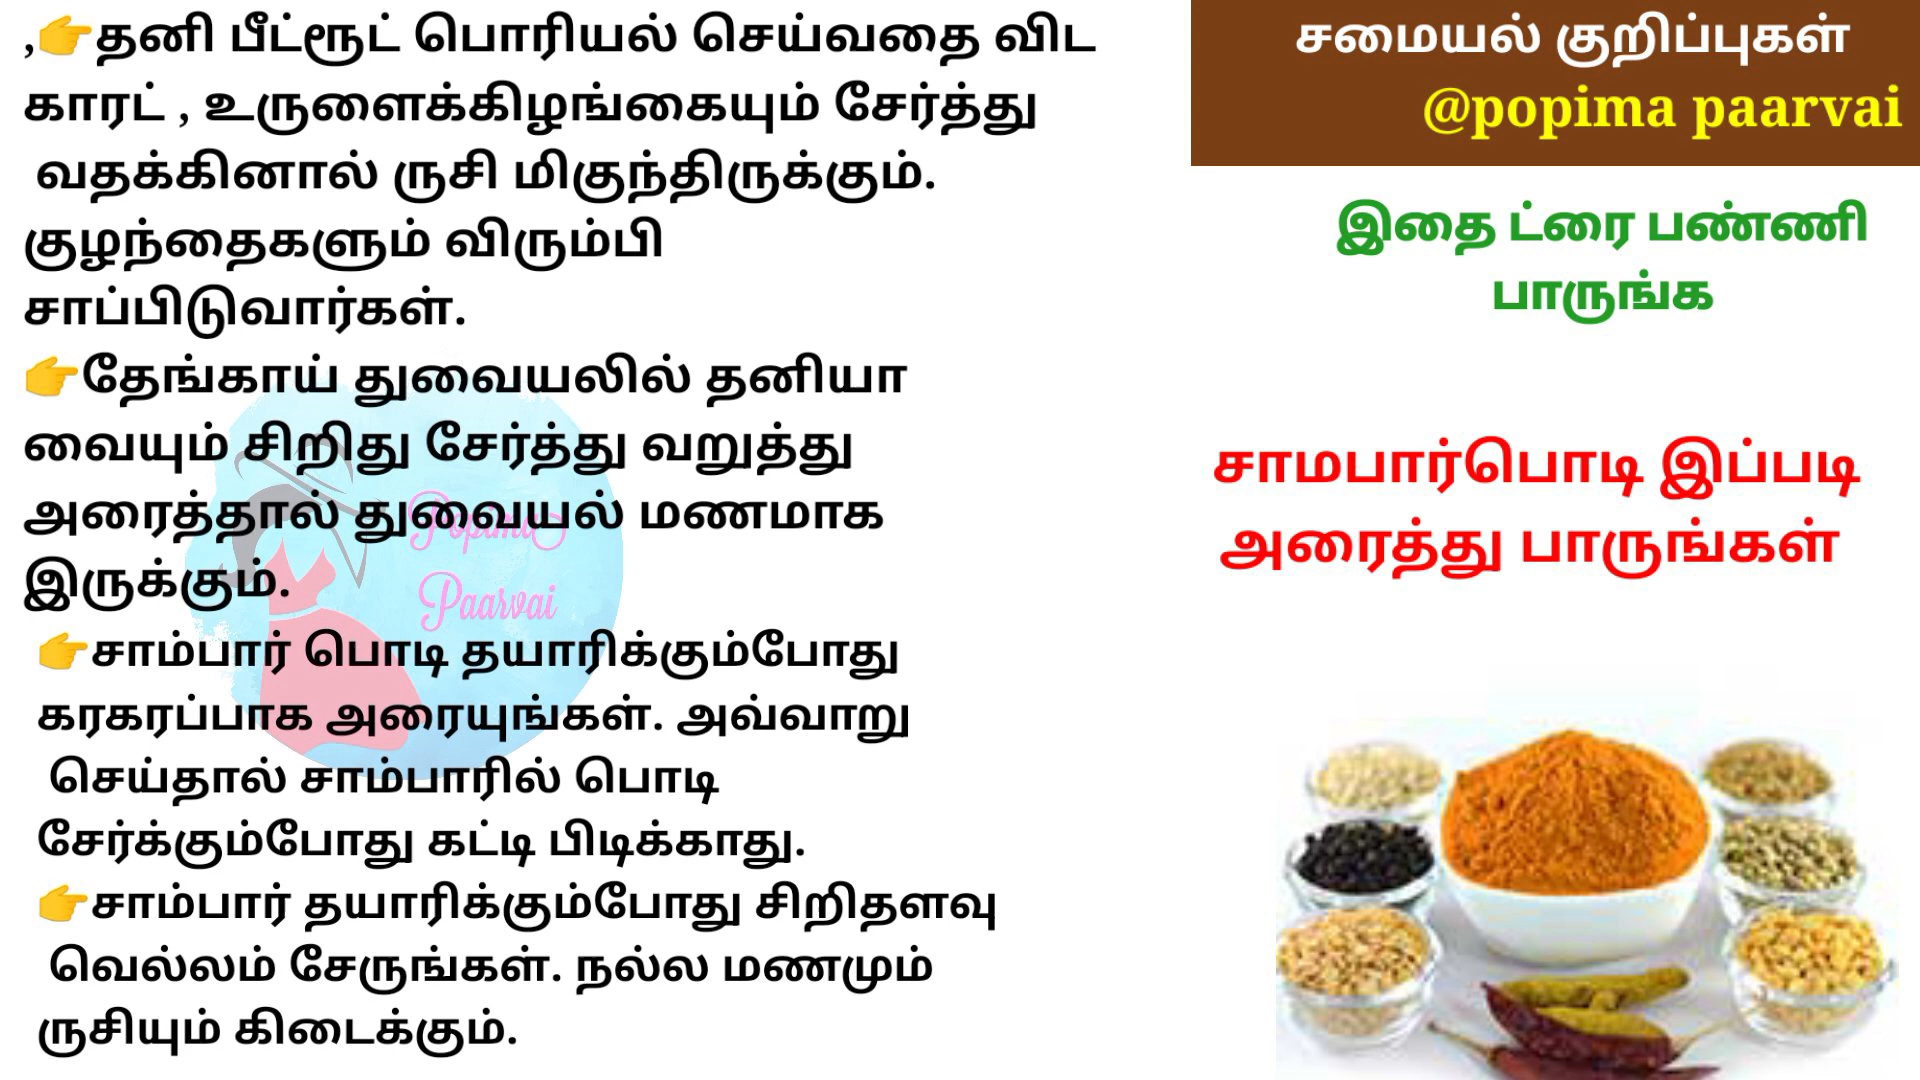 ,👉தனி பீட்ரூட் பொரியல் செய்வதை விட
காரட் , உருளைக்கிழங்கையும் சேர்த்து
வதக்கினால் ருசி மிகுந்திருக்கும்.
குழந்தைகளும் விரும்பி
சாப்பிடுவார்கள்.
👉தேங்காய் துவையலில் தனியா
வையும் சிறிது சேர்த்து வறுத்து
அரைத்தால் துவையல் மணமாக
இருக்கும்.
👉சாம்பார் பொடி தயாரிக்கும்போது
கரகரப்பாக அரையுங்கள். அவ்வாறு
செய்தால் சாம்பாரில் பொடி
சேர்க்கும்போது கட்டி பிடிக்காது.
👉சாம்பார் தயாரிக்கும்போது சிறிதளவு
வெல்லம் சேருங்கள். நல்ல மணமும்
ருசியும் கிடைக்கும்.
Popima
Paarvai
சமையல் குறிப்புகள்
@popima paarvai
இதை ட்ரை பண்ணி
பாருங்க
சாமபார்பொடி இப்படி
அரைத்து பாருங்கள்